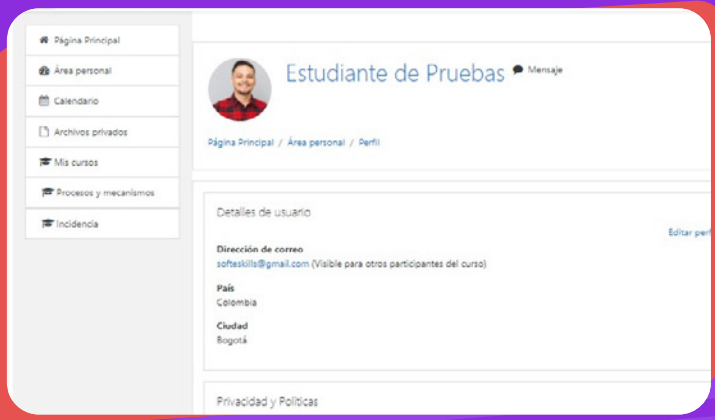 Página Principal
Área personal
Calendario
Archivos privados
Mis cursos
Procesos y mecanismos
Incidencia
Estudiante de Pruebas Mensaje
Página Principal / Área personal / Perfil
Detalles de usuario
Editar perf
Dirección de correo
softeskills@gmail.com (Visible para otros participantes del curso)
País
Colombia
Ciudad
Bogotá
Privacidad y Políticas